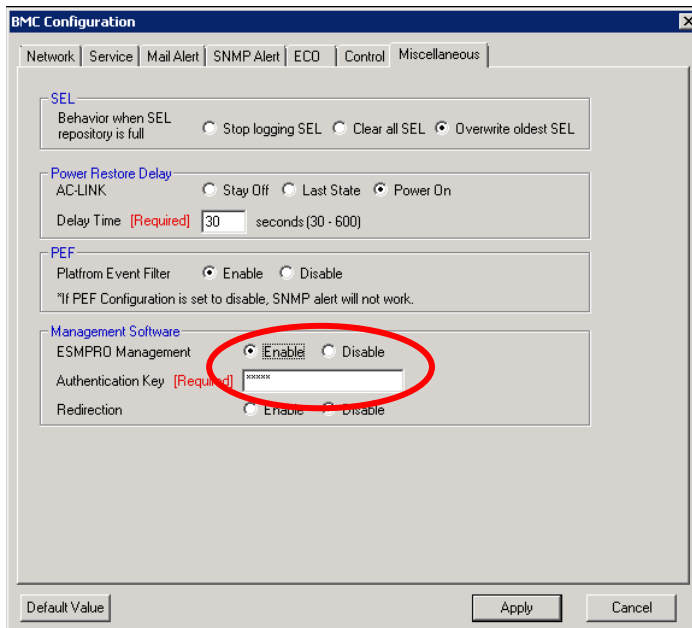 BMC Configuration
Network Service Mail Alert SNMP Alert ECO Control Miscellaneous
SEL
Behavior when SEL
repository is full
Stop logging SEL Clear all SEL Overwrite oldest SEL
Power Restore Delay
AC-LINK Stay Off Last State Power On
Delay Time [Required] 30 seconds (30 - 600)
PEF
Platfrom Event Filter Enable Disable
*If PEF Configuration is set to disable, SNMP alert will not work.
Management Software
ESMPRO Management Enable Disable
Authentication Key [Required] *****
Redirection Enable Disable
Default Value Apply Cancel